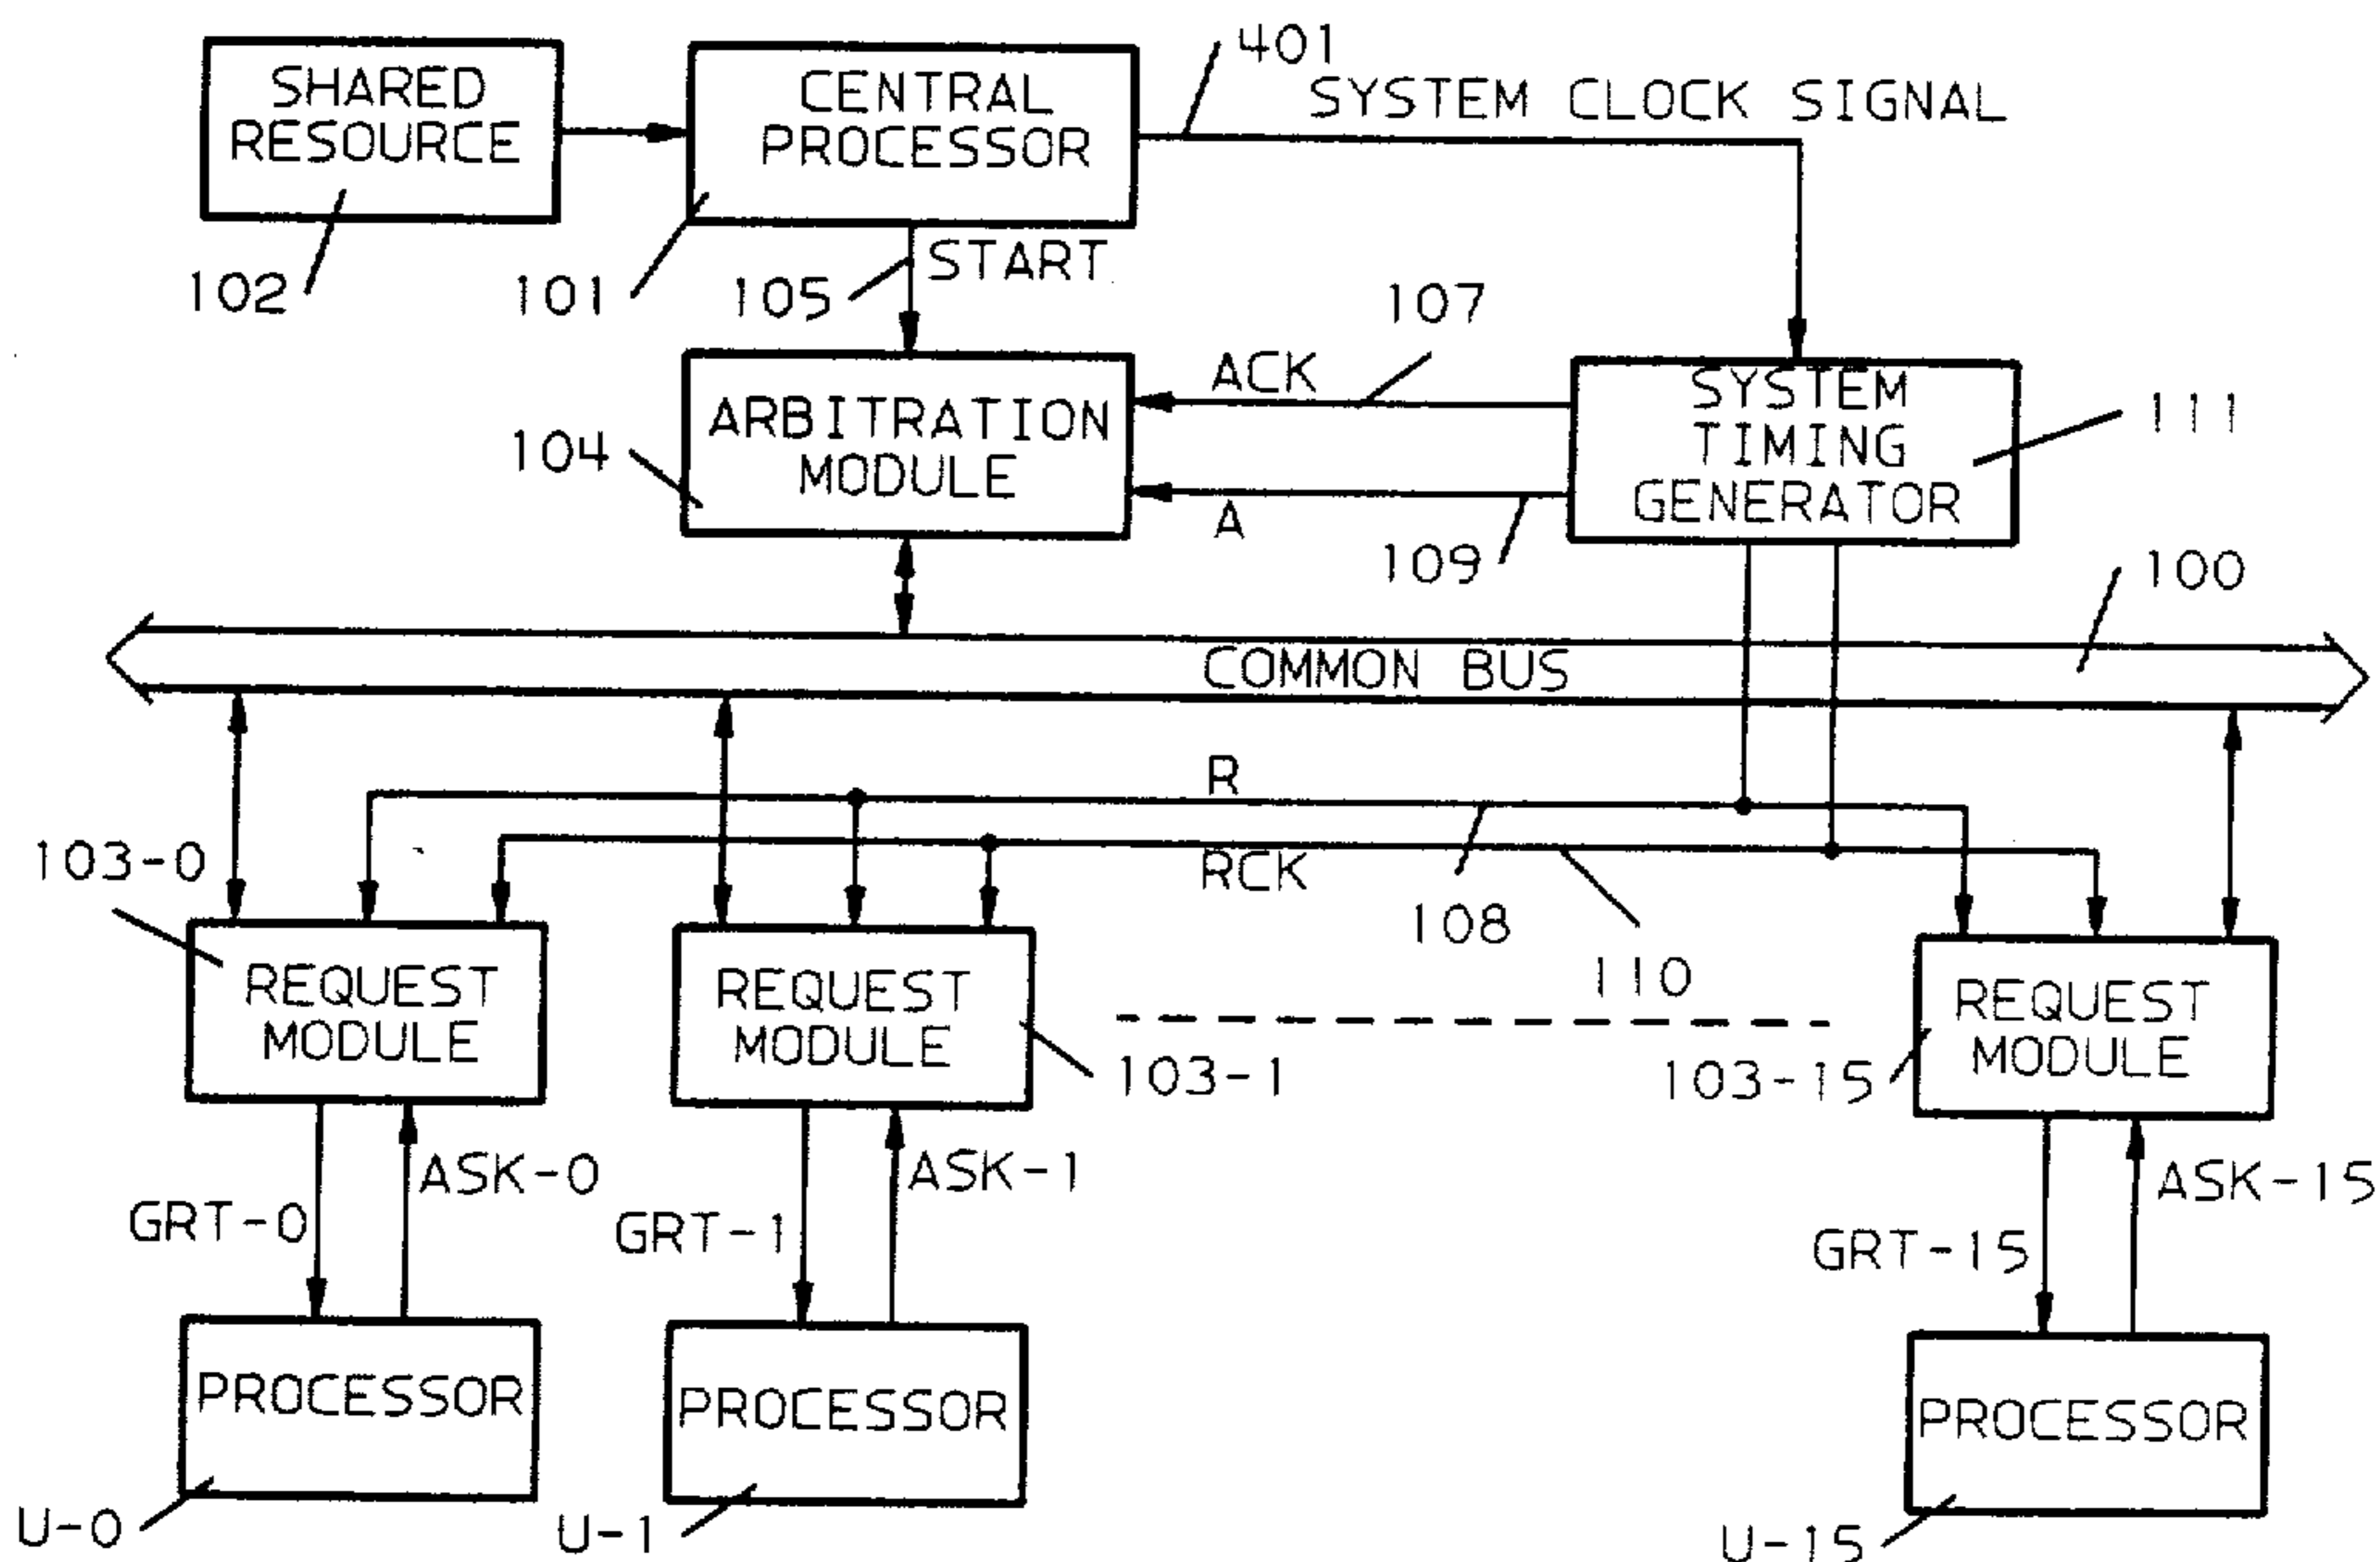 SHARED
RESOURCE
102
CENTRAL
PROCESSOR
101
401
SYSTEM CLOCK SIGNAL
105
START
107
ACK
ARBITRATION
MODULE
104
A
109
SYSTEM
TIMING
GENERATOR
111
100
COMMON BUS
R
RCK
108
110
103-0
REQUEST
MODULE
REQUEST
MODULE
103-1
REQUEST
MODULE
103-15
GRT-0
ASK-0
GRT-1
ASK-1
GRT-15
ASK-15
PROCESSOR
U-0
PROCESSOR
U-1
PROCESSOR
U-15